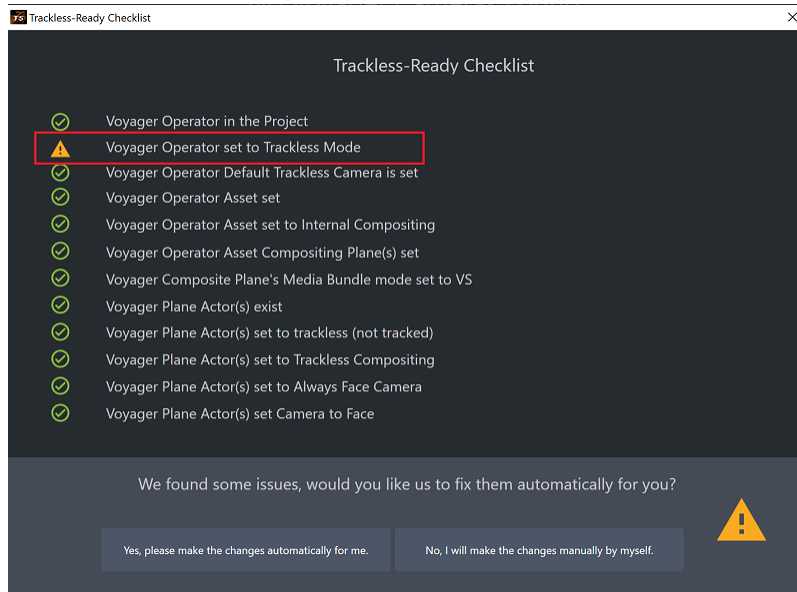 Trackless-Ready Checklist
Trackless-Ready Checklist
Voyager Operator in the Project
Voyager Operator set to Trackless Mode
Voyager Operator Default Trackless Camera is set
Voyager Operator Asset set
Voyager Operator Asset set to Internal Compositing
Voyager Operator Asset Compositing Plane(s) set
Voyager Composite Plane's Media Bundle mode set to VS
Voyager Plane Actor(s) exist
Voyager Plane Actor(s) set to trackless (not tracked)
Voyager Plane Actor(s) set to Trackless Compositing
Voyager Plane Actor(s) set to Always Face Camera
Voyager Plane Actor(s) set Camera to Face
We found some issues, would you like us to fix them automatically for you?
Yes, please make the changes automatically for me.
No, I will make the changes manually by myself.